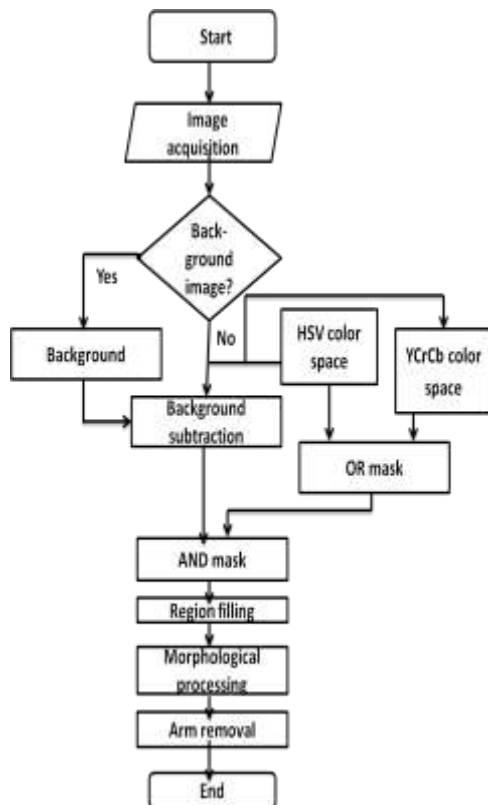 Start
Image
acquisition
Back-
ground
image?
Yes
No
Background
HSV color
space
YCrCb color
space
Background
subtraction
OR mask
AND mask
Region filling
Morphological
processing
Arm removal
End